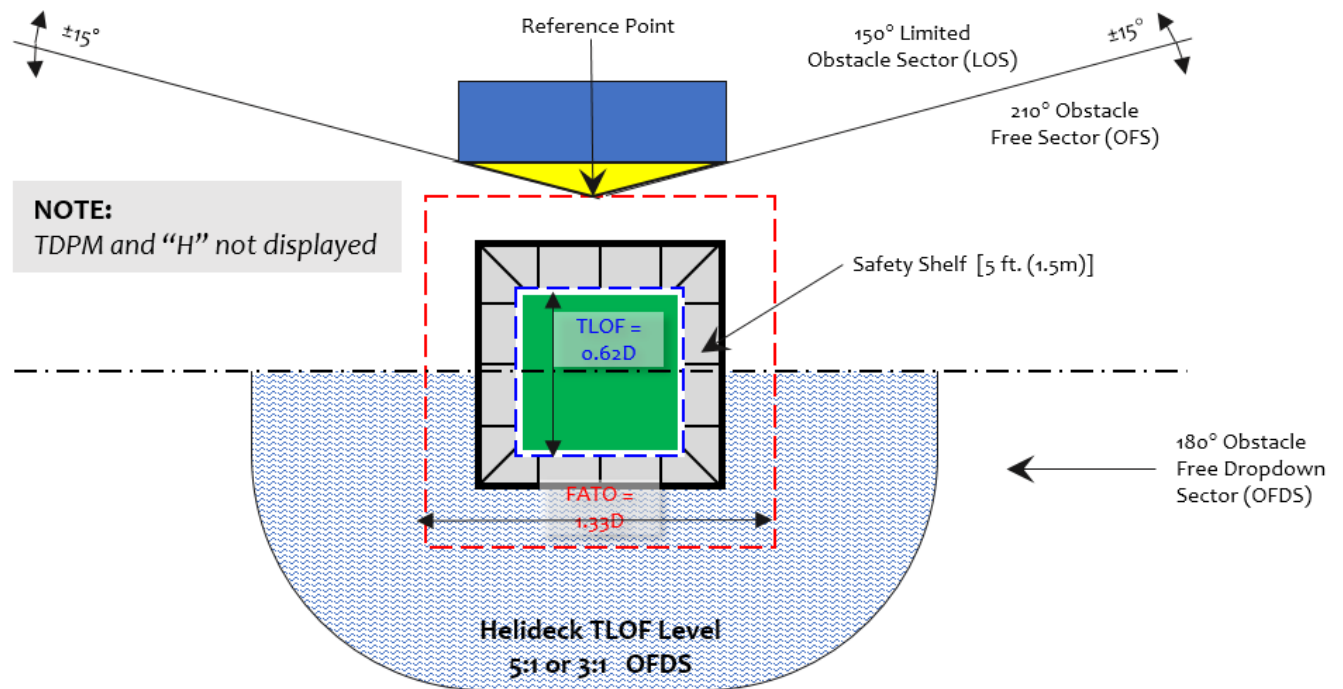 ±15°
Reference Point
150° Limited
Obstacle Sector (LOS)
±15°
210° Obstacle
Free Sector (OFS)
NOTE:
TDPM and “H” not displayed
Safety Shelf [5 ft. (1.5m)]
TLOF =
0.62D
180° Obstacle
Free Dropdown
Sector (OFDS)
FATO =
1.33D
Helideck TLOF Level
5:1 or 3:1 OFDS